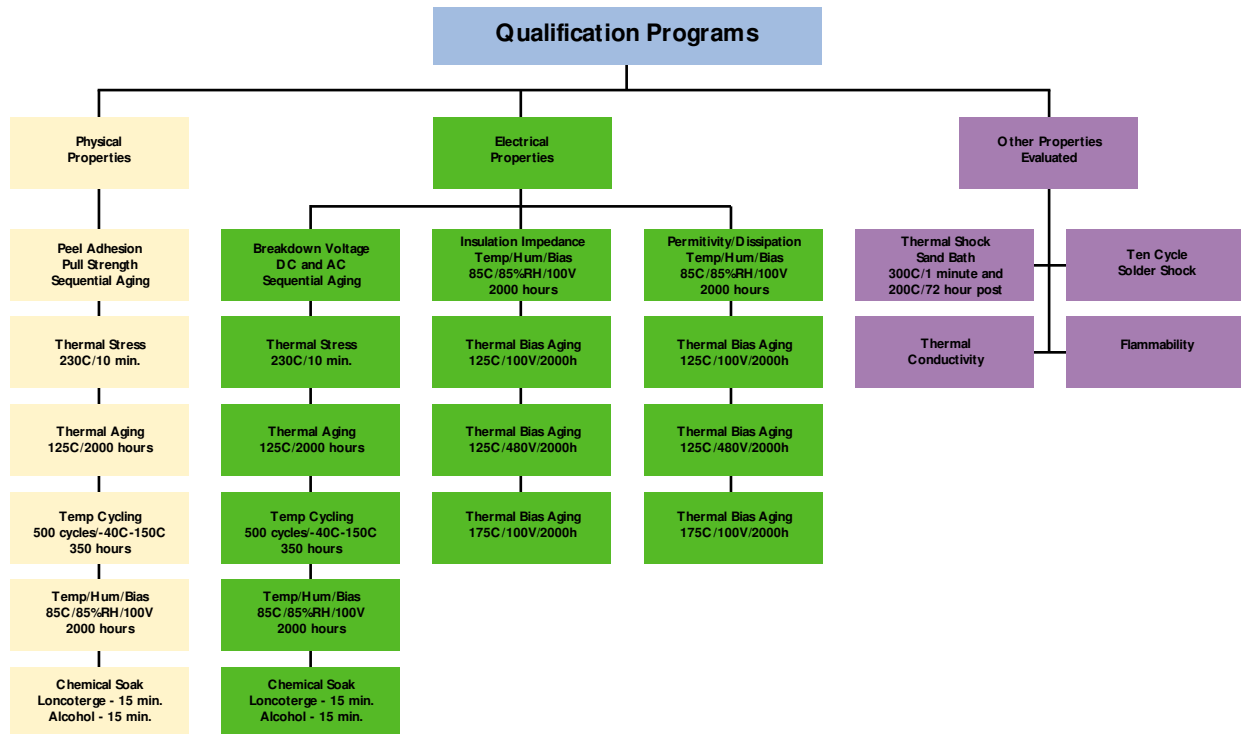 Qualification Programs
Physical
Properties
Electrical
Properties
Other Properties
Evaluated
Peel Adhesion
Pull Strength
Sequential Aging
Breakdown Voltage
DC and AC
Sequential Aging
Insulation Impedance
Temp/Hum/Bias
85C/85%RH/100V
2000 hours
Permitivity/Dissipation
Temp/Hum/Bias
85C/85%RH/100V
2000 hours
Thermal Shock
Sand Bath
300C/1 minute and
200C/72 hour post
Ten Cycle
Solder Shock
Thermal Stress
230C/10 min.
Thermal Stress
230C/10 min.
Thermal Bias Aging
125C/100V/2000h
Thermal Bias Aging
125C/100V/2000h
Thermal
Conductivity
Flammability
Thermal Aging
125C/2000 hours
Thermal Aging
125C/2000 hours
Thermal Bias Aging
125C/480V/2000h
Thermal Bias Aging
125C/480V/2000h
Temp Cycling
500 cycles/-40C-150C
350 hours
Temp Cycling
500 cycles/-40C-150C
350 hours
Thermal Bias Aging
175C/100V/2000h
Thermal Bias Aging
175C/100V/2000h
Temp/Hum/Bias
85C/85%RH/100V
2000 hours
Temp/Hum/Bias
85C/85%RH/100V
2000 hours
Chemical Soak
Loncoterge - 15 min.
Alcohol - 15 min.
Chemical Soak
Loncoterge - 15 min.
Alcohol - 15 min.